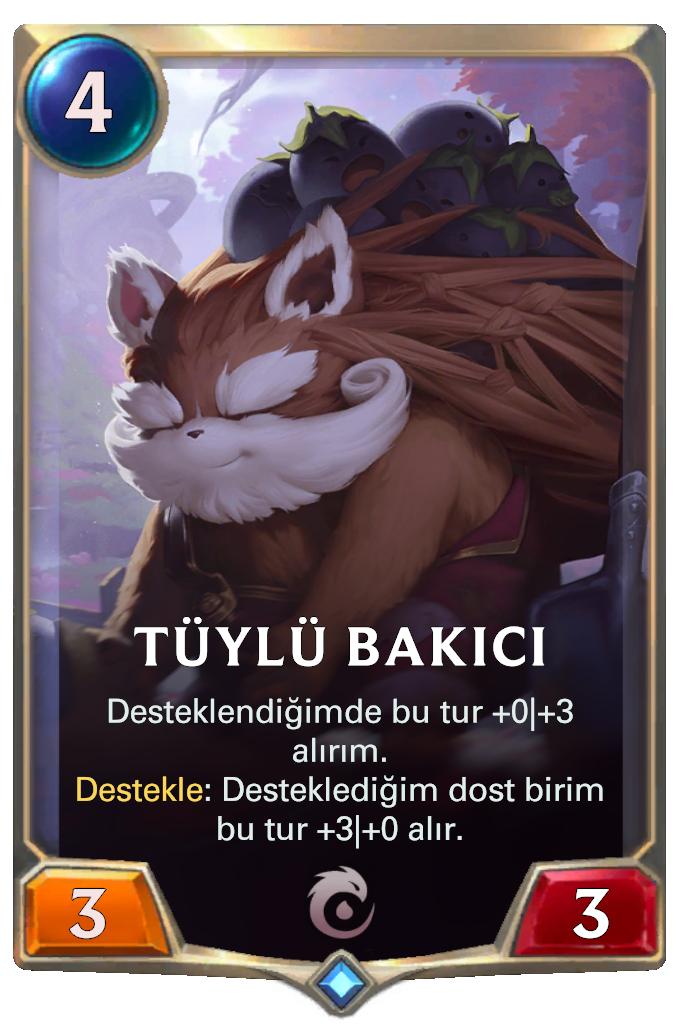 4
TÜYLÜ BAKICI
Desteklendiğimde bu tur +0|+3
alırım.
Destekle: Desteklediğim dost birim
bu tur +3|+0 alır.
3
3